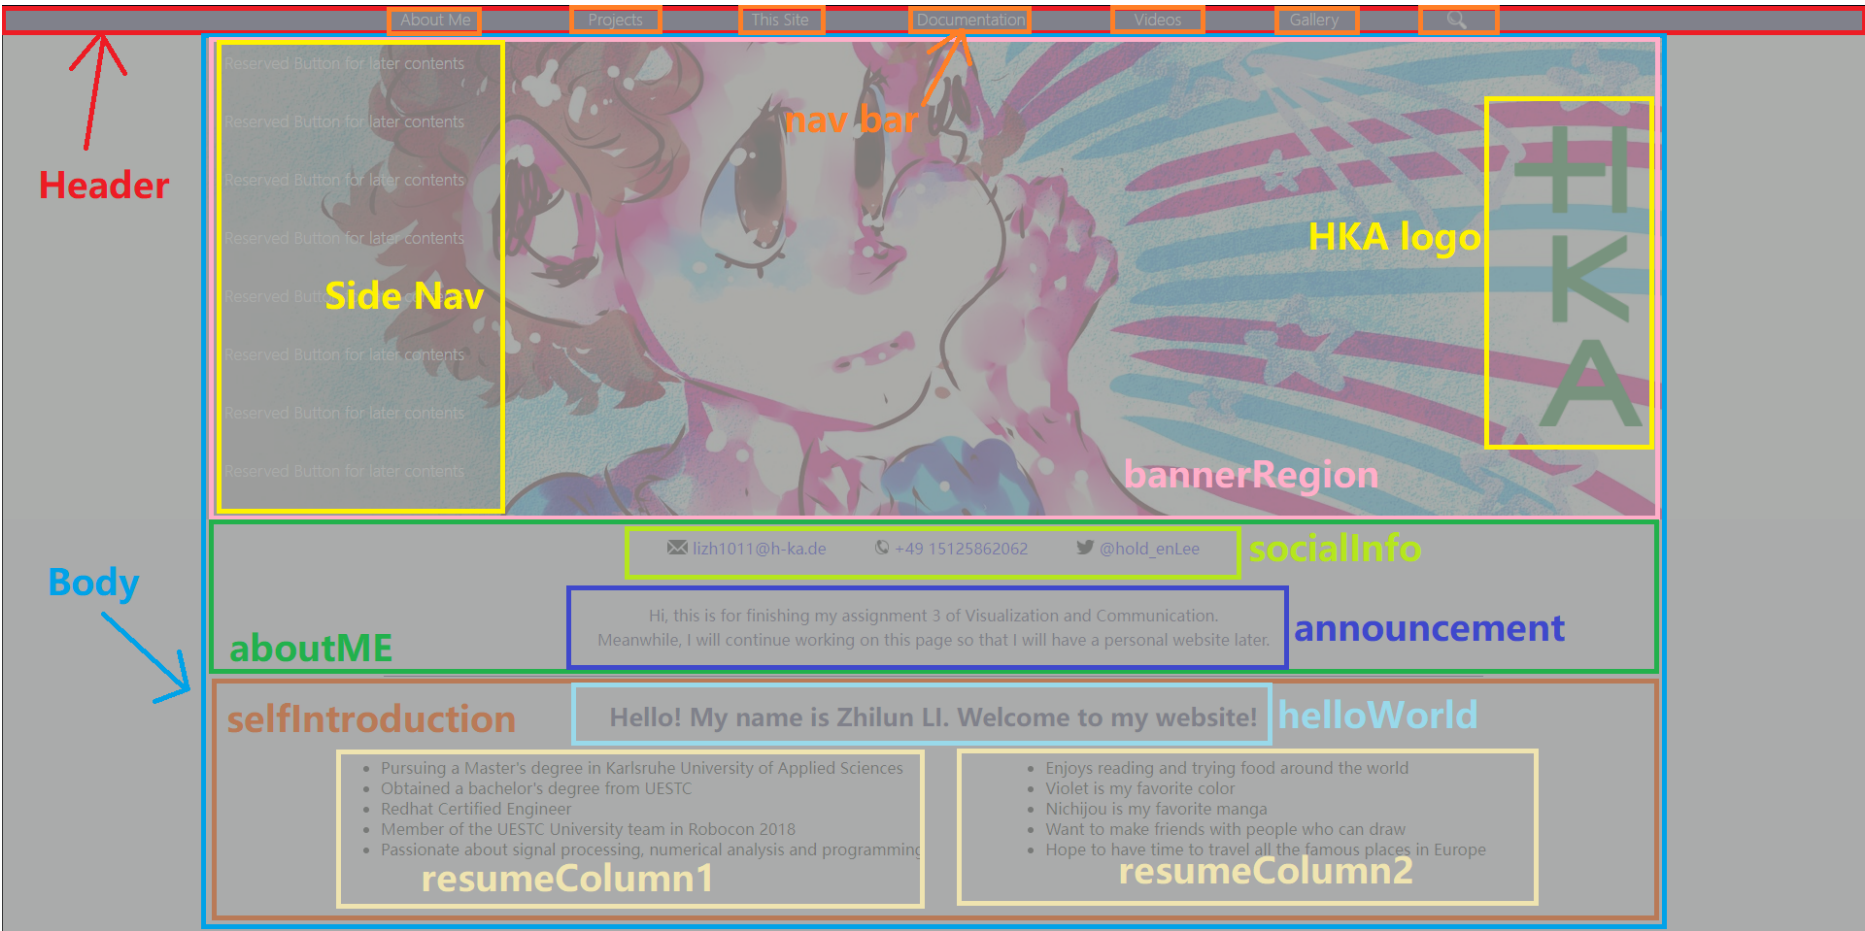 About Me Projects This Site Documentation Videos Gallery
Header
nav bar
Reserved Button for later contents
Reserved Button for later contents
Reserved Button for later contents
Reserved Button for later contents
Reserved Button for later contents
Reserved Button for later contents
Reserved Button for later contents
Reserved Button for later contents
Side Nav
HKA logo
H
K
A
bannerRegion
Body
lizh1011@h-ka.de +49 15125862062 @hold_enLee
socialInfo
Hi, this is for finishing my assignment 3 of Visualization and Communication.
Meanwhile, I will continue working on this page so that I will have a personal website later.
announcement
aboutME
selfIntroduction
Hello! My name is Zhilun LI. Welcome to my website!
helloWorld
• Pursuing a Master's degree in Karlsruhe University of Applied Sciences
• Obtained a bachelor's degree from UESTC
• Redhat Certified Engineer
• Member of the UESTC University team in Robocon 2018
• Passionate about signal processing, numerical analysis and programming
resumeColumn1
• Enjoys reading and trying food around the world
• Violet is my favorite color
• Nichijou is my favorite manga
• Want to make friends with people who can draw
• Hope to have time to travel all the famous places in Europe
resumeColumn2